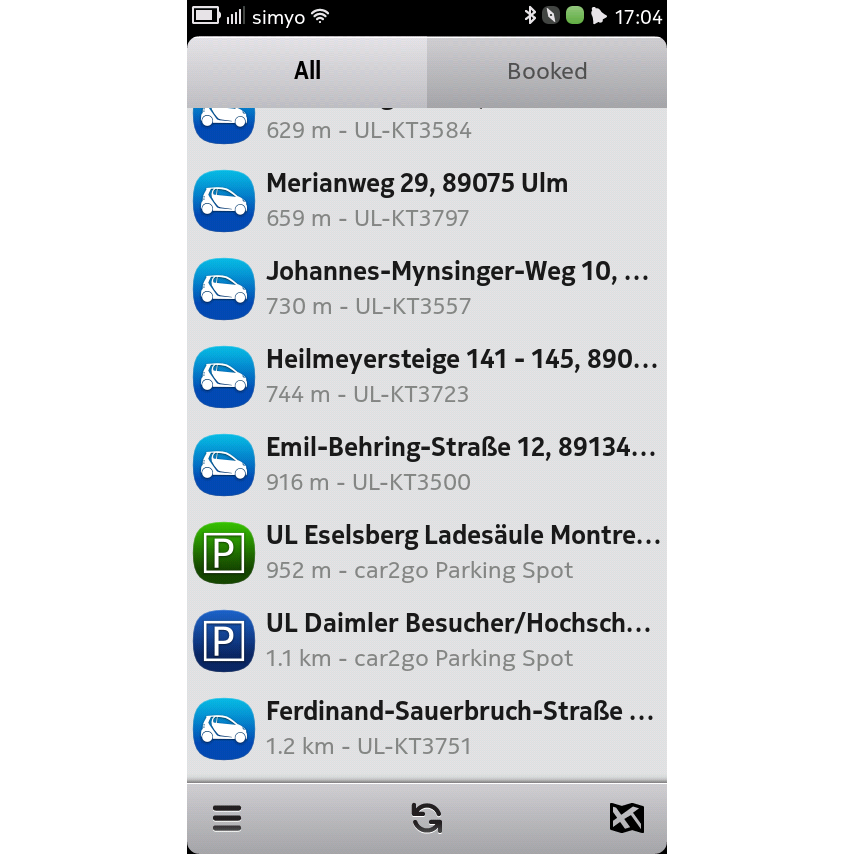 simyo 17:04
All Booked
629 m - UL-KT3584
Merianweg 29, 89075 Ulm
659 m - UL-KT3797
Johannes-Mynsinger-Weg 10, ...
730 m - UL-KT3557
Heilmeyersteige 141 - 145, 890...
744 m - UL-KT3723
Emil-Behring-Straße 12, 89134...
916 m - UL-KT3500
P UL Eselsberg Ladesäule Montre...
952 m - car2go Parking Spot
P UL Daimler Besucher/Hochsch...
1.1 km - car2go Parking Spot
Ferdinand-Sauerbruch-Straße ...
1.2 km - UL-KT3751